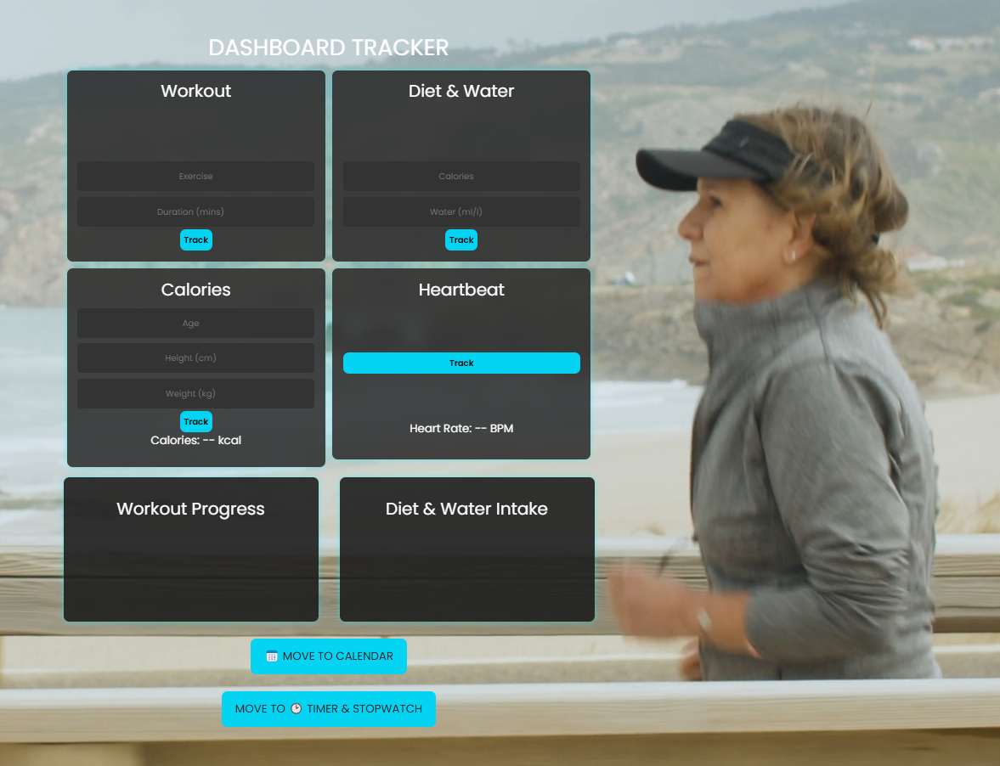 DASHBOARD TRACKER
Workout
Exercise
Duration (mins)
Track
Diet & Water
Calories
Water (ml/l)
Track
Calories
Age
Height (cm)
Weight (kg)
Track
Calories: -- kcal
Heartbeat
Track
Heart Rate: -- BPM
Workout Progress
Diet & Water Intake
MOVE TO CALENDAR
MOVE TO 🕑 TIMER & STOPWATCH